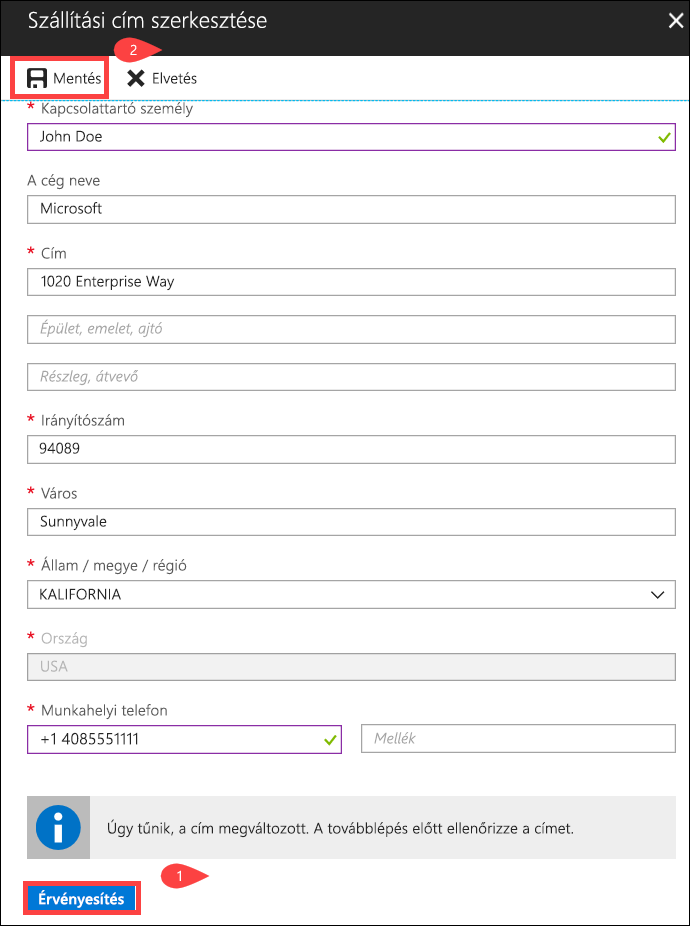 Szállítási cím szerkesztése
2
Mentés Elvetés
* Kapcsolattartó személy
John Doe
A cég neve
Microsoft
* Cím
1020 Enterprise Way
Épület, emelet, ajtó
Részleg, átvevő
* Irányítószám
94089
* Város
Sunnyvale
* Állam / megye / régió
KALIFORNIA
* Ország
USA
* Munkahelyi telefon
+1 4085551111 Mellék
Úgy tűnik, a cím megváltozott. A továbblépés előtt ellenőrizze a címet.
1
Érvényesítés